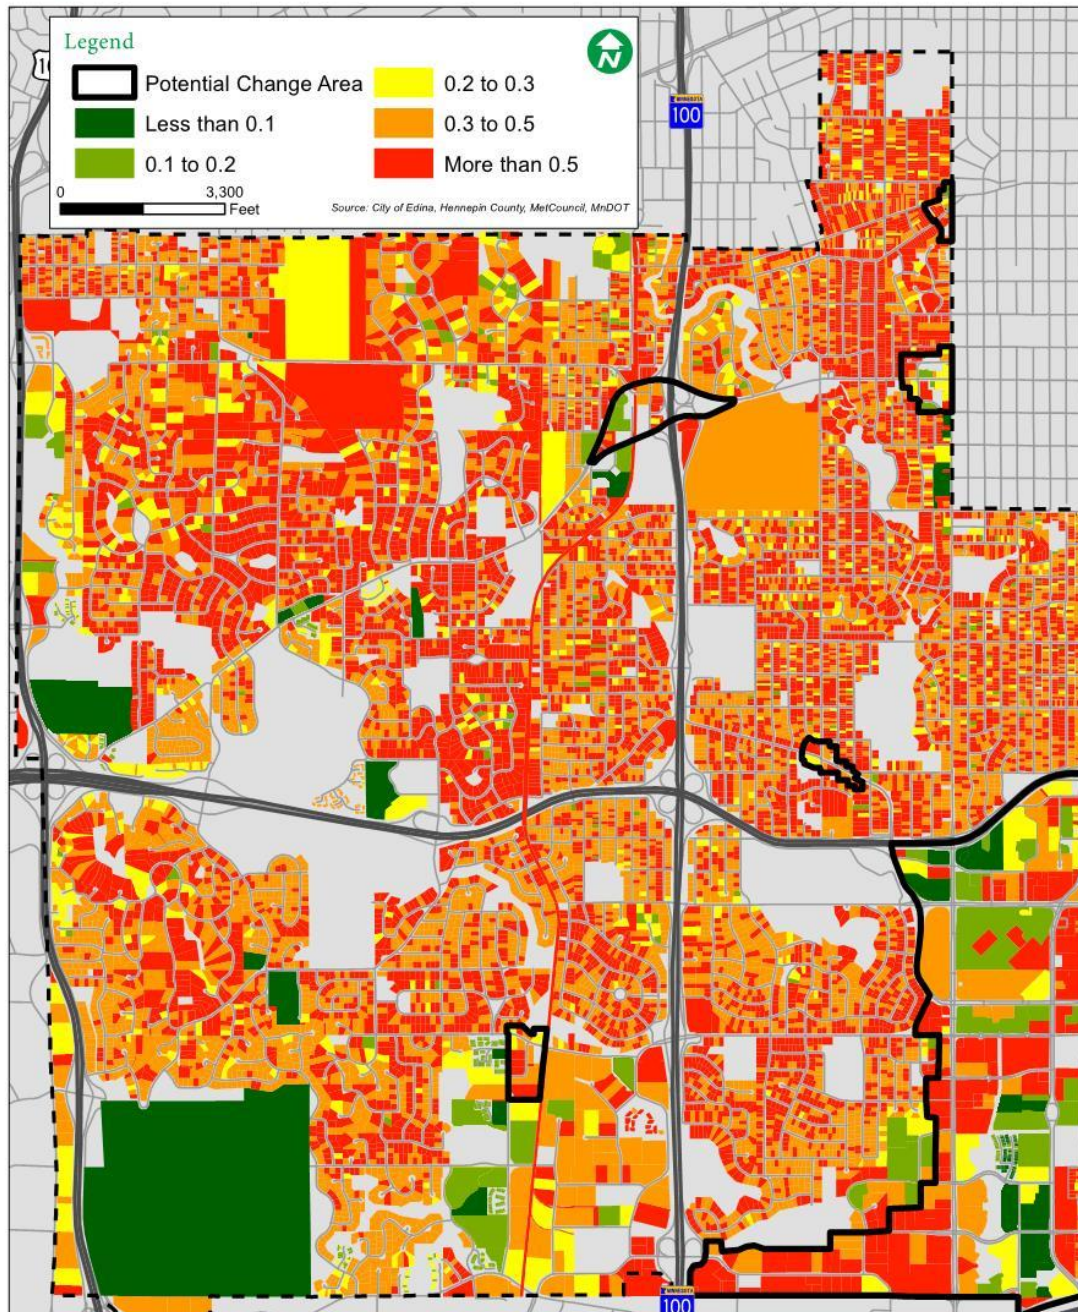 Legend
N
Potential Change Area
0.2 to 0.3
Less than 0.1
0.3 to 0.5
0.1 to 0.2
More than 0.5
0
3,300
Feet
Source: City of Edina, Hennepin County, MetCouncil, MnDOT
MINNESOTA
100
MINNESOTA
100